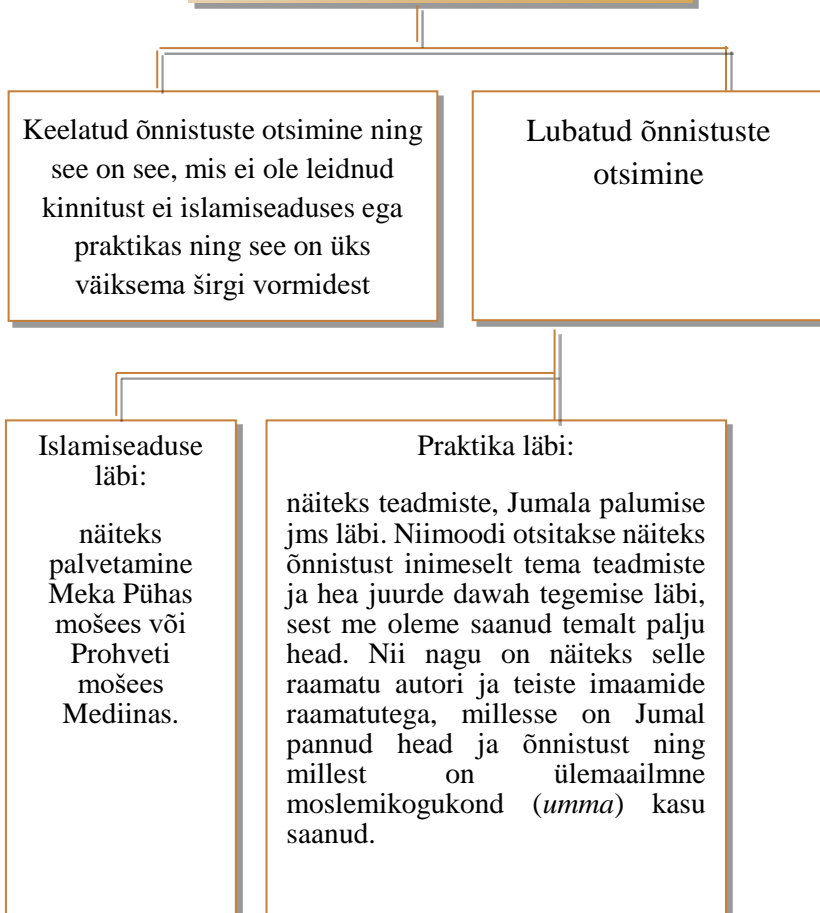 Keelatud õnnistuste otsimine ning
see on see, mis ei ole leidnud
kinnitust ei islamiseaduses ega
praktikas ning see on üks
väiksema širgi vormidest
Lubatud õnnistuste
otsimine
Islamiseaduse
läbi:
näiteks
palvetamine
Meka Pühas
mošees või
Prohveti
mošees
Mediinas.
Praktika läbi:
näiteks teadmiste, Jumala palumise
jms läbi. Niimoodi otsitakse näiteks
õnnistust inimeselt tema teadmiste
ja hea juurde dawah tegemise läbi,
sest me oleme saanud temalt palju
head. Nii nagu on näiteks selle
raamatu autori ja teiste imaamide
raamatutega, millesse on Jumal
pannud head ja õnnistust ning
millest on ülemaailmne
moslemikogukond (umma) kasu
saanud.